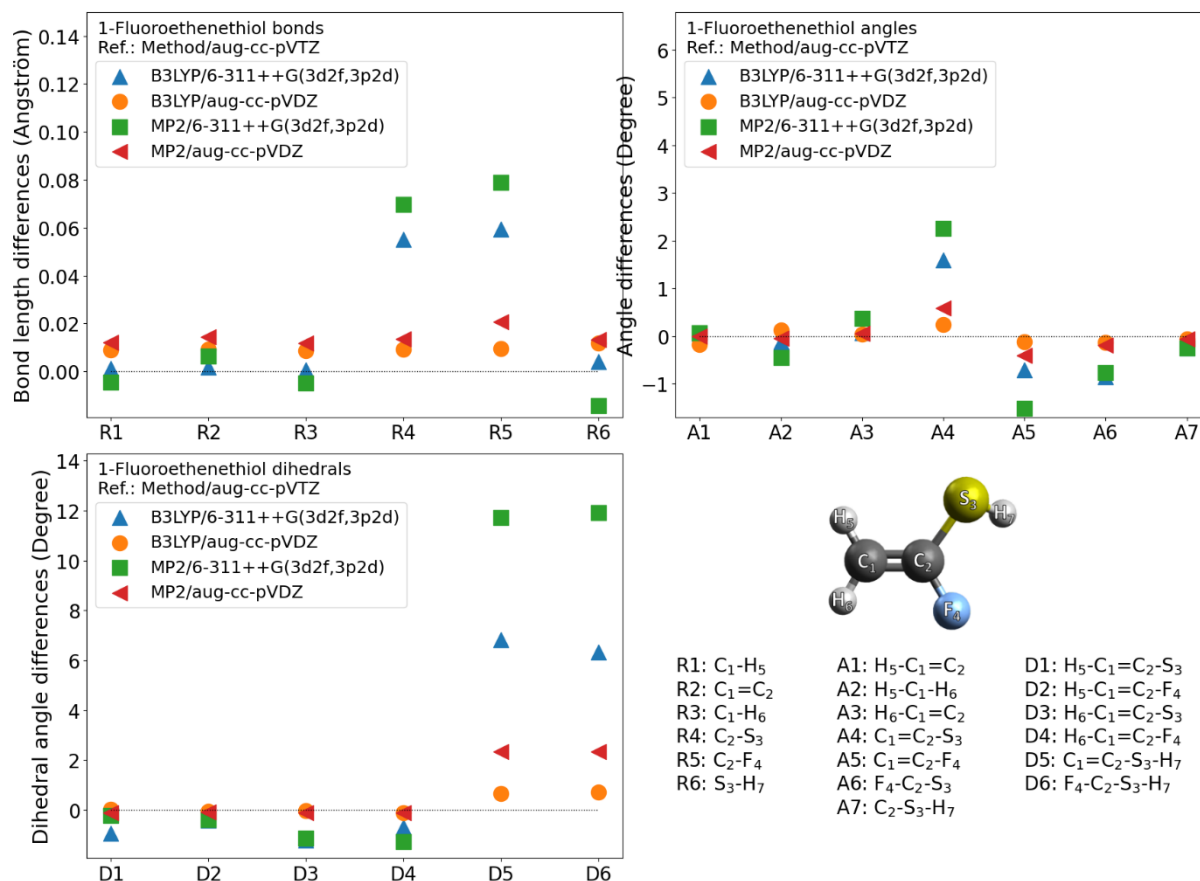 1-Fluoroethenethiol bonds
Ref.: Method/aug-cc-pVTZ
B3LYP/6-311++G(3d2f,3p2d)
B3LYP/aug-cc-pVDZ
MP2/6-311++G(3d2f,3p2d)
MP2/aug-cc-pVDZ
Bond length differences (Angström)
0.14
0.12
0.10
0.08
0.06
0.04
0.02
0.00
R1 R2 R3 R4 R5 R6
1-Fluoroethenethiol angles
Ref.: Method/aug-cc-pVTZ
B3LYP/6-311++G(3d2f,3p2d)
B3LYP/aug-cc-pVDZ
MP2/6-311++G(3d2f,3p2d)
MP2/aug-cc-pVDZ
Angle differences (Degree)
6
5
4
3
2
1
0
−1
A1 A2 A3 A4 A5 A6 A7
1-Fluoroethenethiol dihedrals
Ref.: Method/aug-cc-pVTZ
B3LYP/6-311++G(3d2f,3p2d)
B3LYP/aug-cc-pVDZ
MP2/6-311++G(3d2f,3p2d)
MP2/aug-cc-pVDZ
Dihedral angle differences (Degree)
14
12
10
8
6
4
2
0
D1 D2 D3 D4 D5 D6
S₃
H₅
H₇
C₁
C₂
H₆
F₄
R1: C₁-H₅ A1: H₅-C₁=C₂ D1: H₅-C₁=C₂-S₃
R2: C₁=C₂ A2: H₅-C₁-H₆ D2: H₅-C₁=C₂-F₄
R3: C₁-H₆ A3: H₆-C₁=C₂ D3: H₆-C₁=C₂-S₃
R4: C₂-S₃ A4: C₁=C₂-S₃ D4: H₆-C₁=C₂-F₄
R5: C₂-F₄ A5: C₁=C₂-F₄ D5: C₁=C₂-S₃-H₇
R6: S₃-H₇ A6: F₄-C₂-S₃ D6: F₄-C₂-S₃-H₇
A7: C₂-S₃-H₇